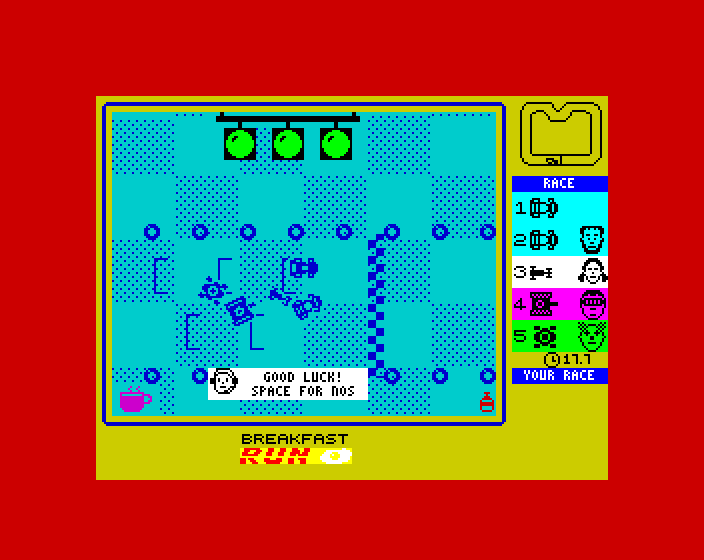 RACE
1
2
3
4
5
17.7
YOUR RACE
GOOD LUCK!
SPACE FOR NOS
BREAKFAST
RUN